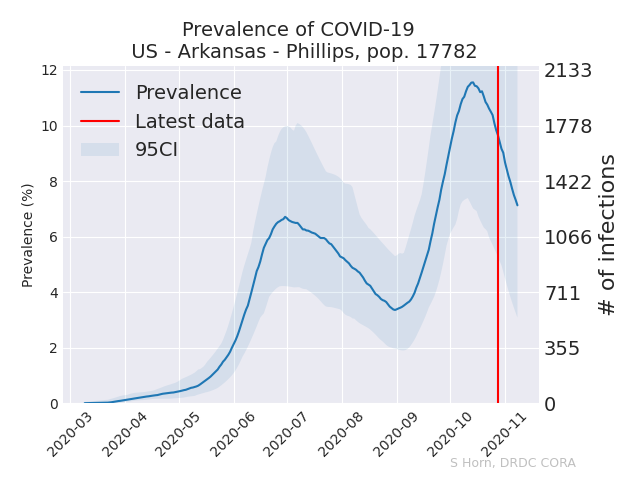 Prevalence of COVID-19
US - Arkansas - Phillips, pop. 17782
Prevalence
Latest data
95CI
Prevalence (%)
12
10
8
6
4
2
0
2133
1778
1422
1066
711
355
0
# of infections
2020-03
2020-04
2020-05
2020-06
2020-07
2020-08
2020-09
2020-10
2020-11
S Horn, DRDC CORA